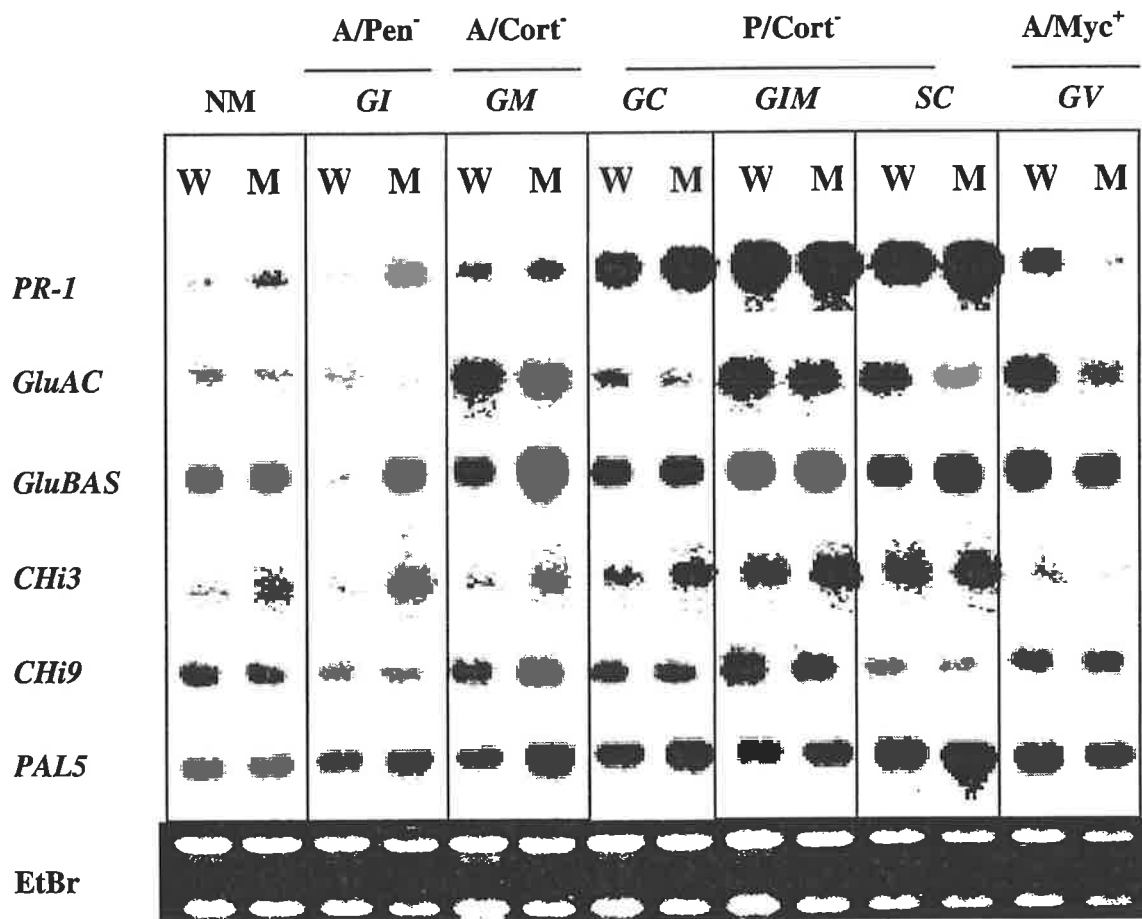 A/Pen⁻ A/Cort⁻ P/Cort⁻ A/Myc⁺
NM GI GM GC GIM SC GV
W M W M W M W M W M W M W M
PR-1
GluAC
GluBAS
CHi3
CHi9
PAL5
EtBr